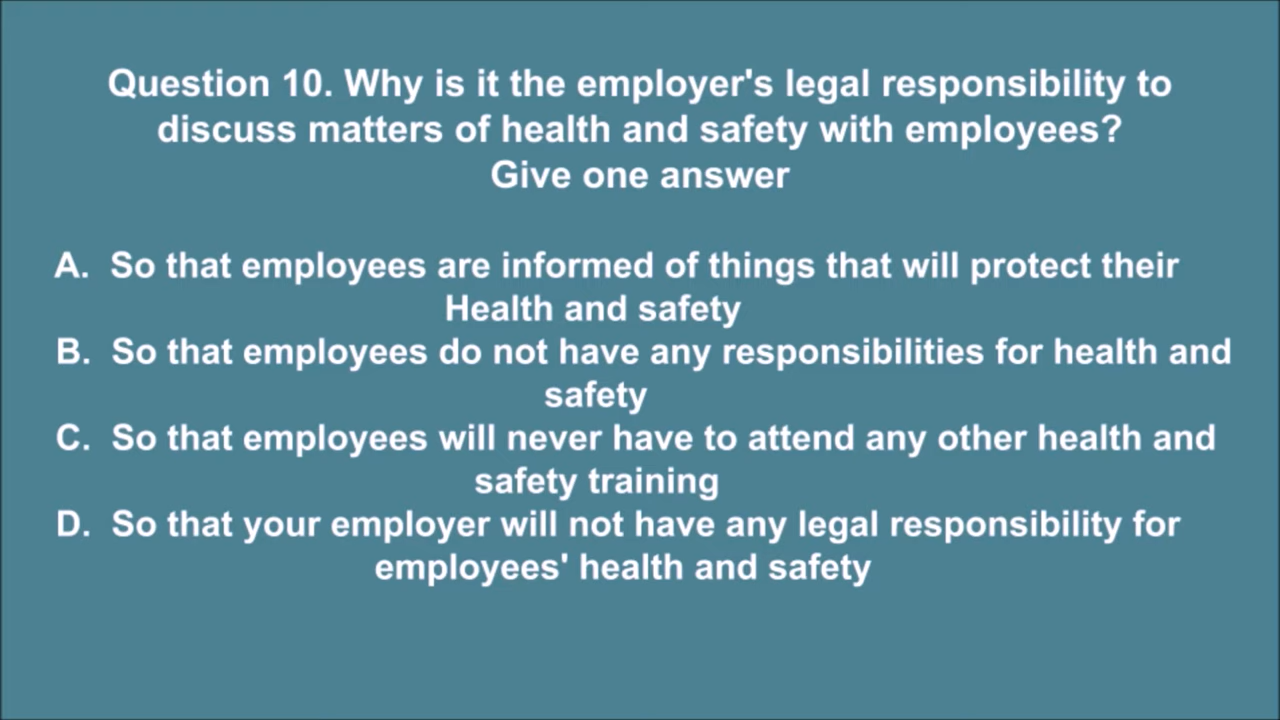 Question 10. Why is it the employer's legal responsibility to
discuss matters of health and safety with employees?
Give one answer
A. So that employees are informed of things that will protect their
Health and safety
B. So that employees do not have any responsibilities for health and
safety
C. So that employees will never have to attend any other health and
safety training
D. So that your employer will not have any legal responsibility for
employees' health and safety